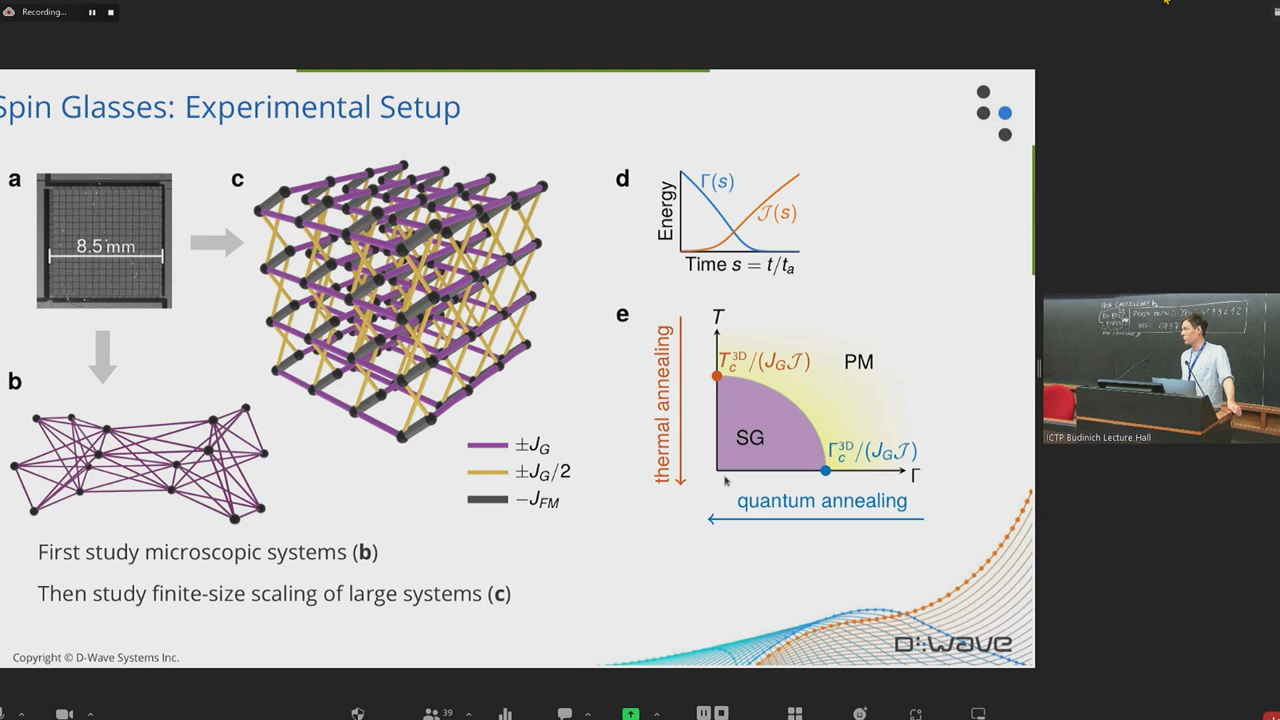 Recording...
Spin Glasses: Experimental Setup
a
8.5 mm
b
c
±J_G
±J_G/2
−J_FM
d
Energy
Γ(s)
𝒥(s)
Time s = t/t_a
e
T
thermal annealing
T_c^3D/(J_G𝒥)
PM
SG
Γ_c^3D/(J_G𝒥)
Γ
quantum annealing
First study microscopic systems (b)
Then study finite-size scaling of large systems (c)
Copyright © D-Wave Systems Inc.
D:wave
ICTP Budinich Lecture Hall
39